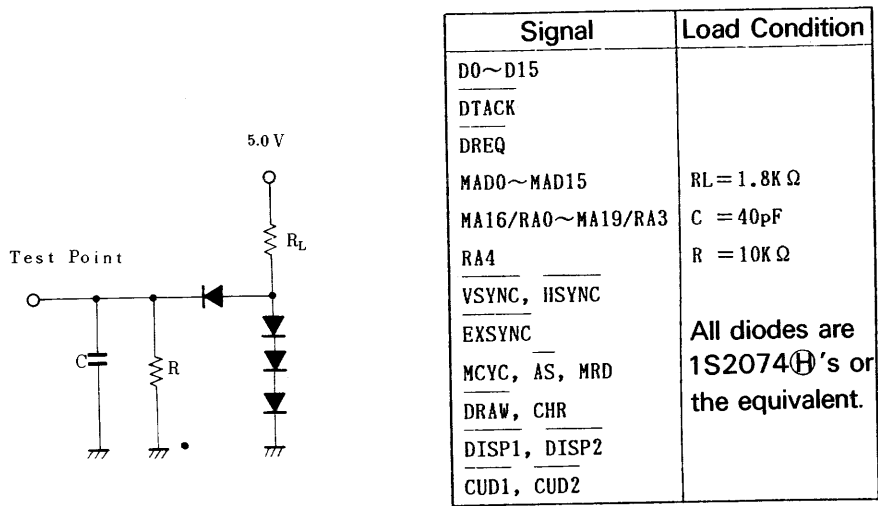 5.0 V
RL
Test Point
C
R
Signal Load Condition
D0~D15
DTACK
DREQ
MAD0~MAD15 RL=1.8KΩ
MA16/RA0~MA19/RA3 C =40pF
RA4 R =10KΩ
VSYNC, HSYNC
EXSYNC All diodes are
MCYC, AS, MRD 1S2074Ⓗ's or
DRAW, CHR the equivalent.
DISP1, DISP2
CUD1, CUD2